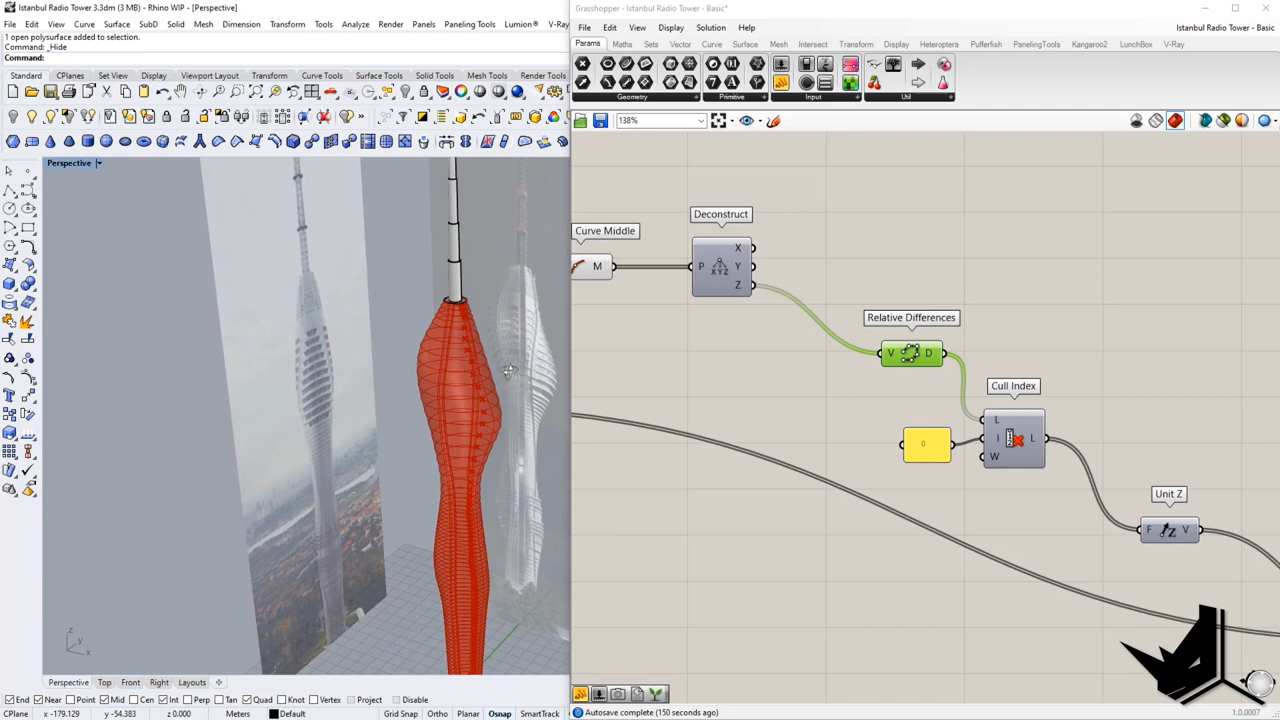 Istanbul Radio Tower 3.3dm (3 MB) - Rhino WIP - [Perspective]
File Edit View Curve Surface Solid Mesh Dimension Transform Tools Analyze Render Panels Paneling Tools Lumion® V-Ray
1 open polysurface added to selection.
Command: _Hide
Command:
Standard CPlanes Set View Display Viewport Layout Transform Curve Tools Surface Tools Solid Tools Mesh Tools Render Tools
Perspective
z
y
x
Perspective Top Front Right Layouts
End Near Point Mid Cen Int Perp Tan Quad Knot Vertex Project Disable
CPlane x -179.129 y -54.383 z 0.000 Meters Default Grid Snap Ortho Planar Osnap SmartTrack
Grasshopper - Istanbul Radio Tower - Basic*
File Edit View Display Solution Help
Istanbul Radio Tower - Basic
Params Maths Sets Vector Curve Surface Mesh Intersect Transform Display Heteroptera Pufferfish PanelingTools Kangaroo2 LunchBox V-Ray
Geometry Primitive Input Util
138%
Deconstruct
Curve Middle
M
P
X
Y
Z
X Y Z
Relative Differences
V D
Cull Index
L
I
W
L
0
Unit Z
F V
Autosave complete (150 seconds ago)
1.0.0007